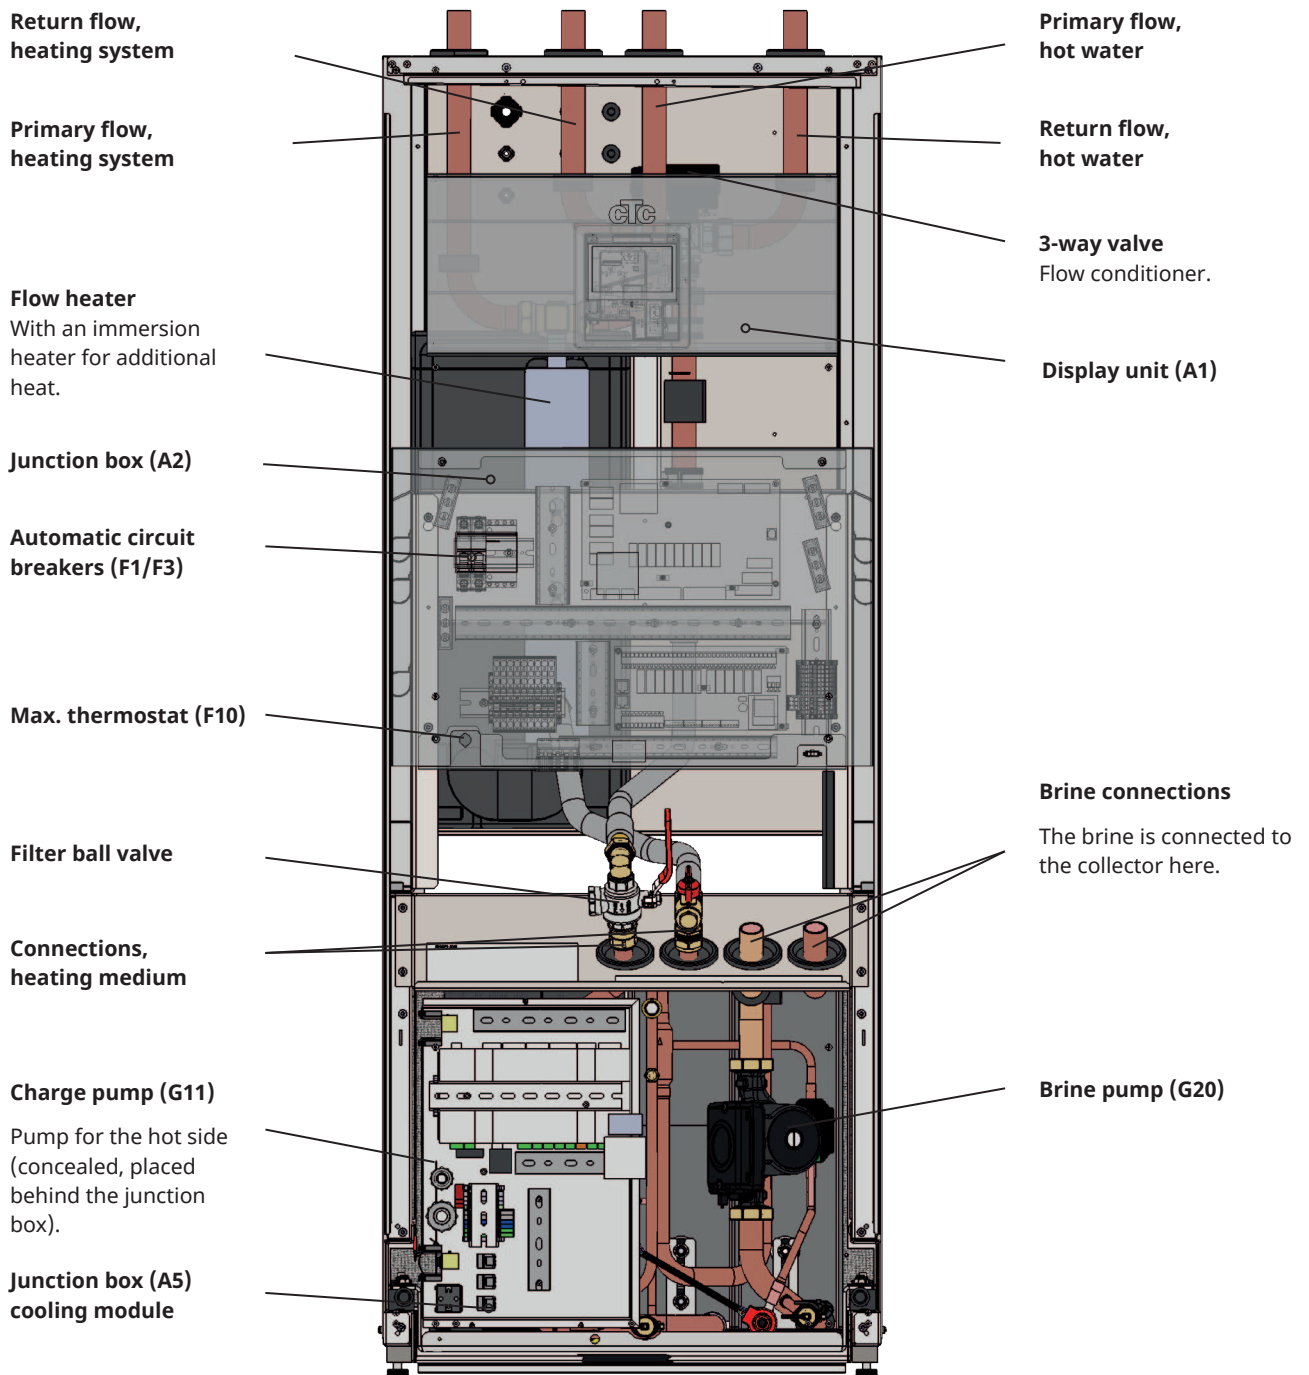 Return flow,
heating system
Primary flow,
heating system
Flow heater
With an immersion
heater for additional
heat.
Junction box (A2)
Automatic circuit
breakers (F1/F3)
Max. thermostat (F10)
Filter ball valve
Connections,
heating medium
Charge pump (G11)
Pump for the hot side
(concealed, placed
behind the junction
box).
Junction box (A5)
cooling module
cTc
Primary flow,
hot water
Return flow,
hot water
3-way valve
Flow conditioner.
Display unit (A1)
Brine connections
The brine is connected to
the collector here.
Brine pump (G20)